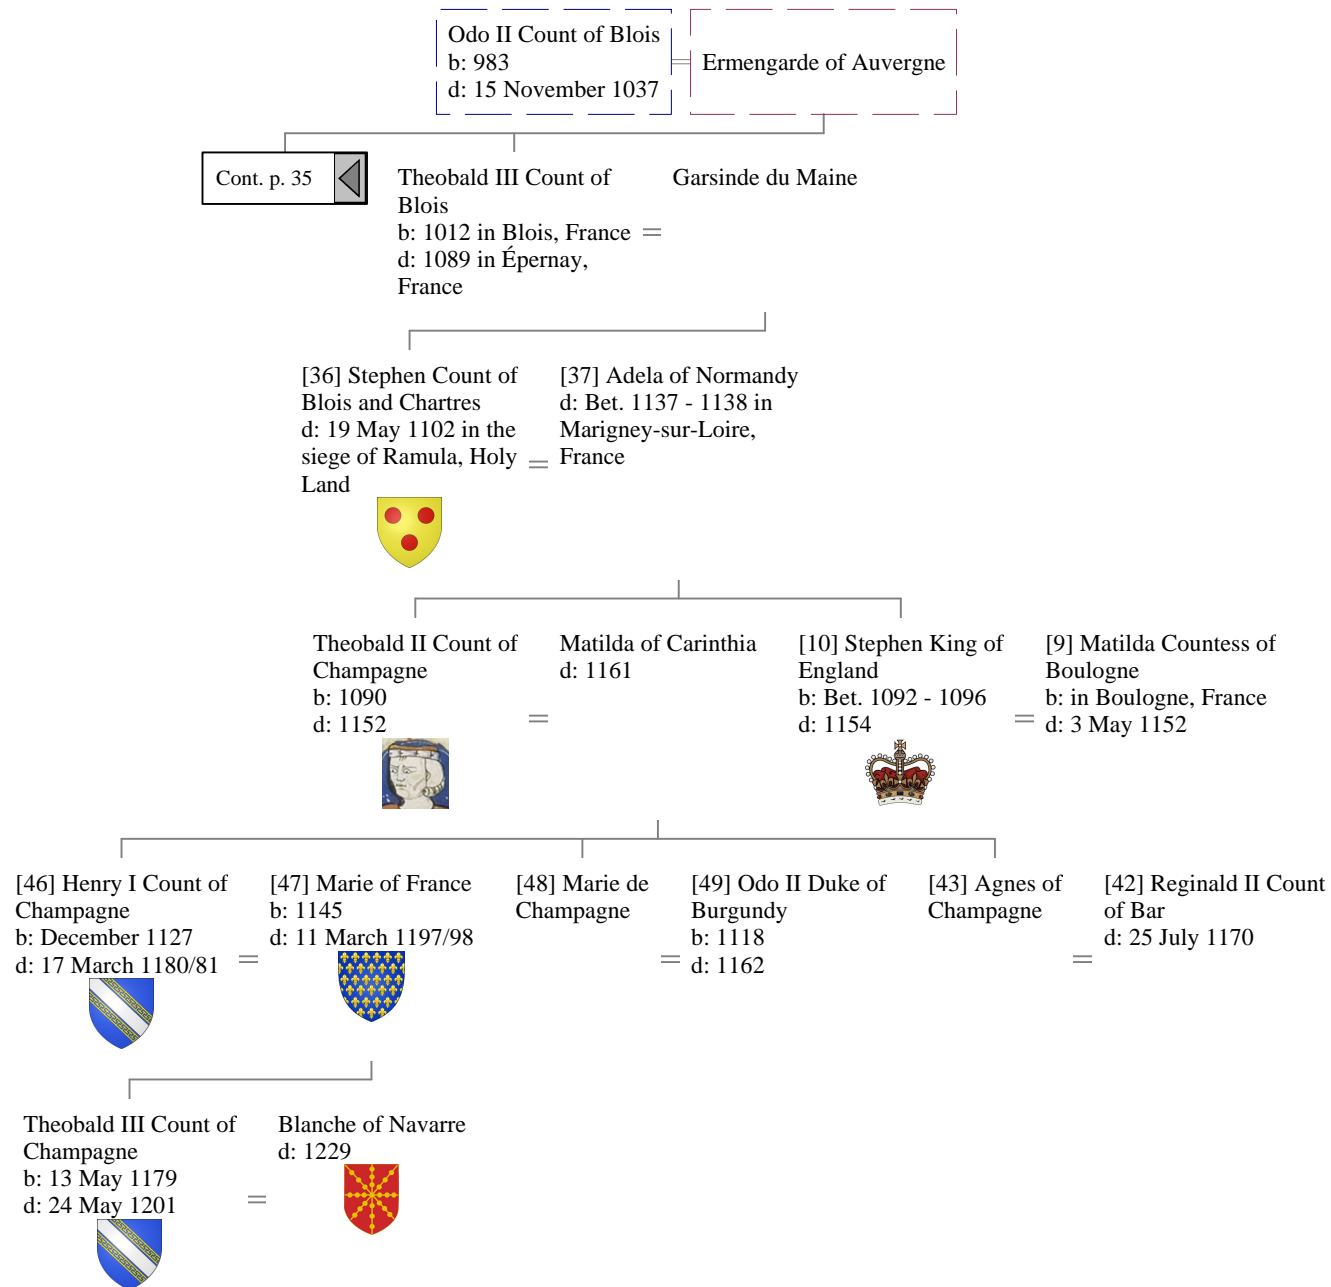 Odo II Count of Blois
b: 983
d: 15 November 1037
Ermengarde of Auvergne
Cont. p. 35
Theobald III Count of
Blois
b: 1012 in Blois, France
d: 1089 in Épernay,
France
Garsinde du Maine
[36] Stephen Count of
Blois and Chartres
d: 19 May 1102 in the
siege of Ramula, Holy
Land
[37] Adela of Normandy
d: Bet. 1137 - 1138 in
Marigney-sur-Loire,
France
Theobald II Count of
Champagne
b: 1090
d: 1152
Matilda of Carinthia
d: 1161
[10] Stephen King of
England
b: Bet. 1092 - 1096
d: 1154
[9] Matilda Countess of
Boulogne
b: in Boulogne, France
d: 3 May 1152
[46] Henry I Count of
Champagne
b: December 1127
d: 17 March 1180/81
[47] Marie of France
b: 1145
d: 11 March 1197/98
[48] Marie de
Champagne
[49] Odo II Duke of
Burgundy
b: 1118
d: 1162
[43] Agnes of
Champagne
[42] Reginald II Count
of Bar
d: 25 July 1170
Theobald III Count of
Champagne
b: 13 May 1179
d: 24 May 1201
Blanche of Navarre
d: 1229